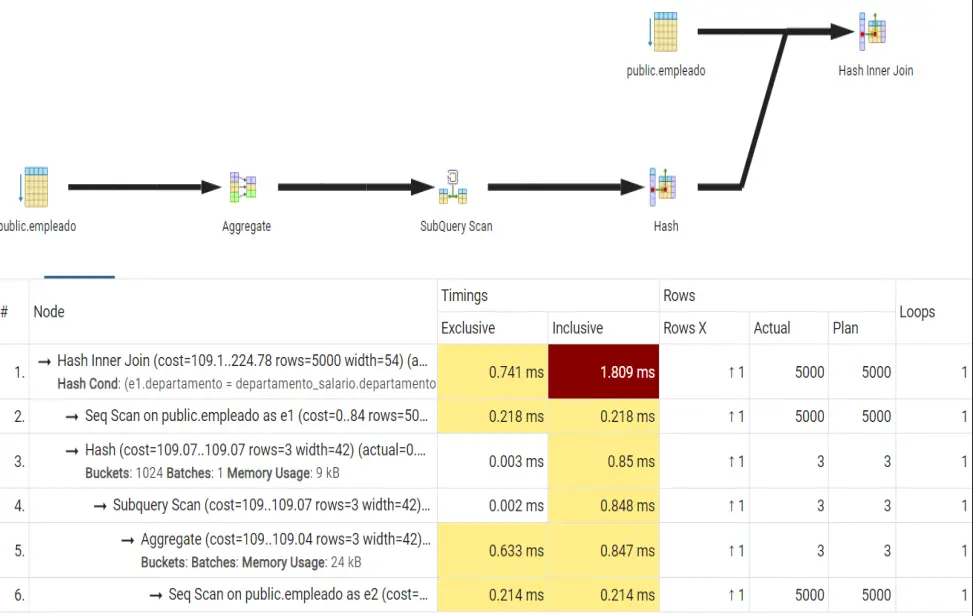 public.empleado
Hash Inner Join
public.empleado
Aggregate
SubQuery Scan
Hash
# Node Timings Rows Loops
Exclusive Inclusive Rows X Actual Plan
1. → Hash Inner Join (cost=109.1..224.78 rows=5000 width=54) (a... 0.741 ms 1.809 ms ↑ 1 5000 5000 1
Hash Cond: (e1.departamento = departamento_salario.departamento
2. → Seq Scan on public.empleado as e1 (cost=0..84 rows=50... 0.218 ms 0.218 ms ↑ 1 5000 5000 1
3. → Hash (cost=109.07..109.07 rows=3 width=42) (actual=0.... 0.003 ms 0.85 ms ↑ 1 3 3 1
Buckets: 1024 Batches: 1 Memory Usage: 9 kB
4. → Subquery Scan (cost=109..109.07 rows=3 width=42)... 0.002 ms 0.848 ms ↑ 1 3 3 1
5. → Aggregate (cost=109..109.04 rows=3 width=42)... 0.633 ms 0.847 ms ↑ 1 3 3 1
Buckets: Batches: Memory Usage: 24 kB
6. → Seq Scan on public.empleado as e2 (cost=... 0.214 ms 0.214 ms ↑ 1 5000 5000 1